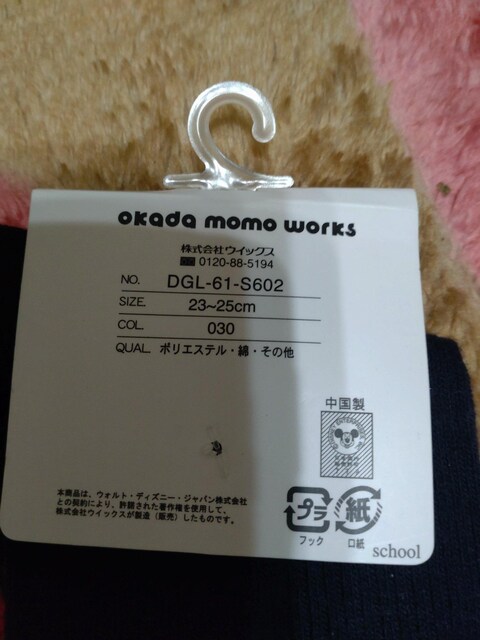 okada momo works
株式会社ウイックス
0120-88-5194
NO. DGL-61-S602
SIZE. 23~25cm
COL. 030
QUAL. ポリエステル・綿・その他
中国製
本商品は、ウォルト・ディズニー・ジャパン株式会社
との契約により、許諾された著作権を使用して、
株式会社ウイックスが製造（販売）したものです。
プラ 紙
フック 口紙
school